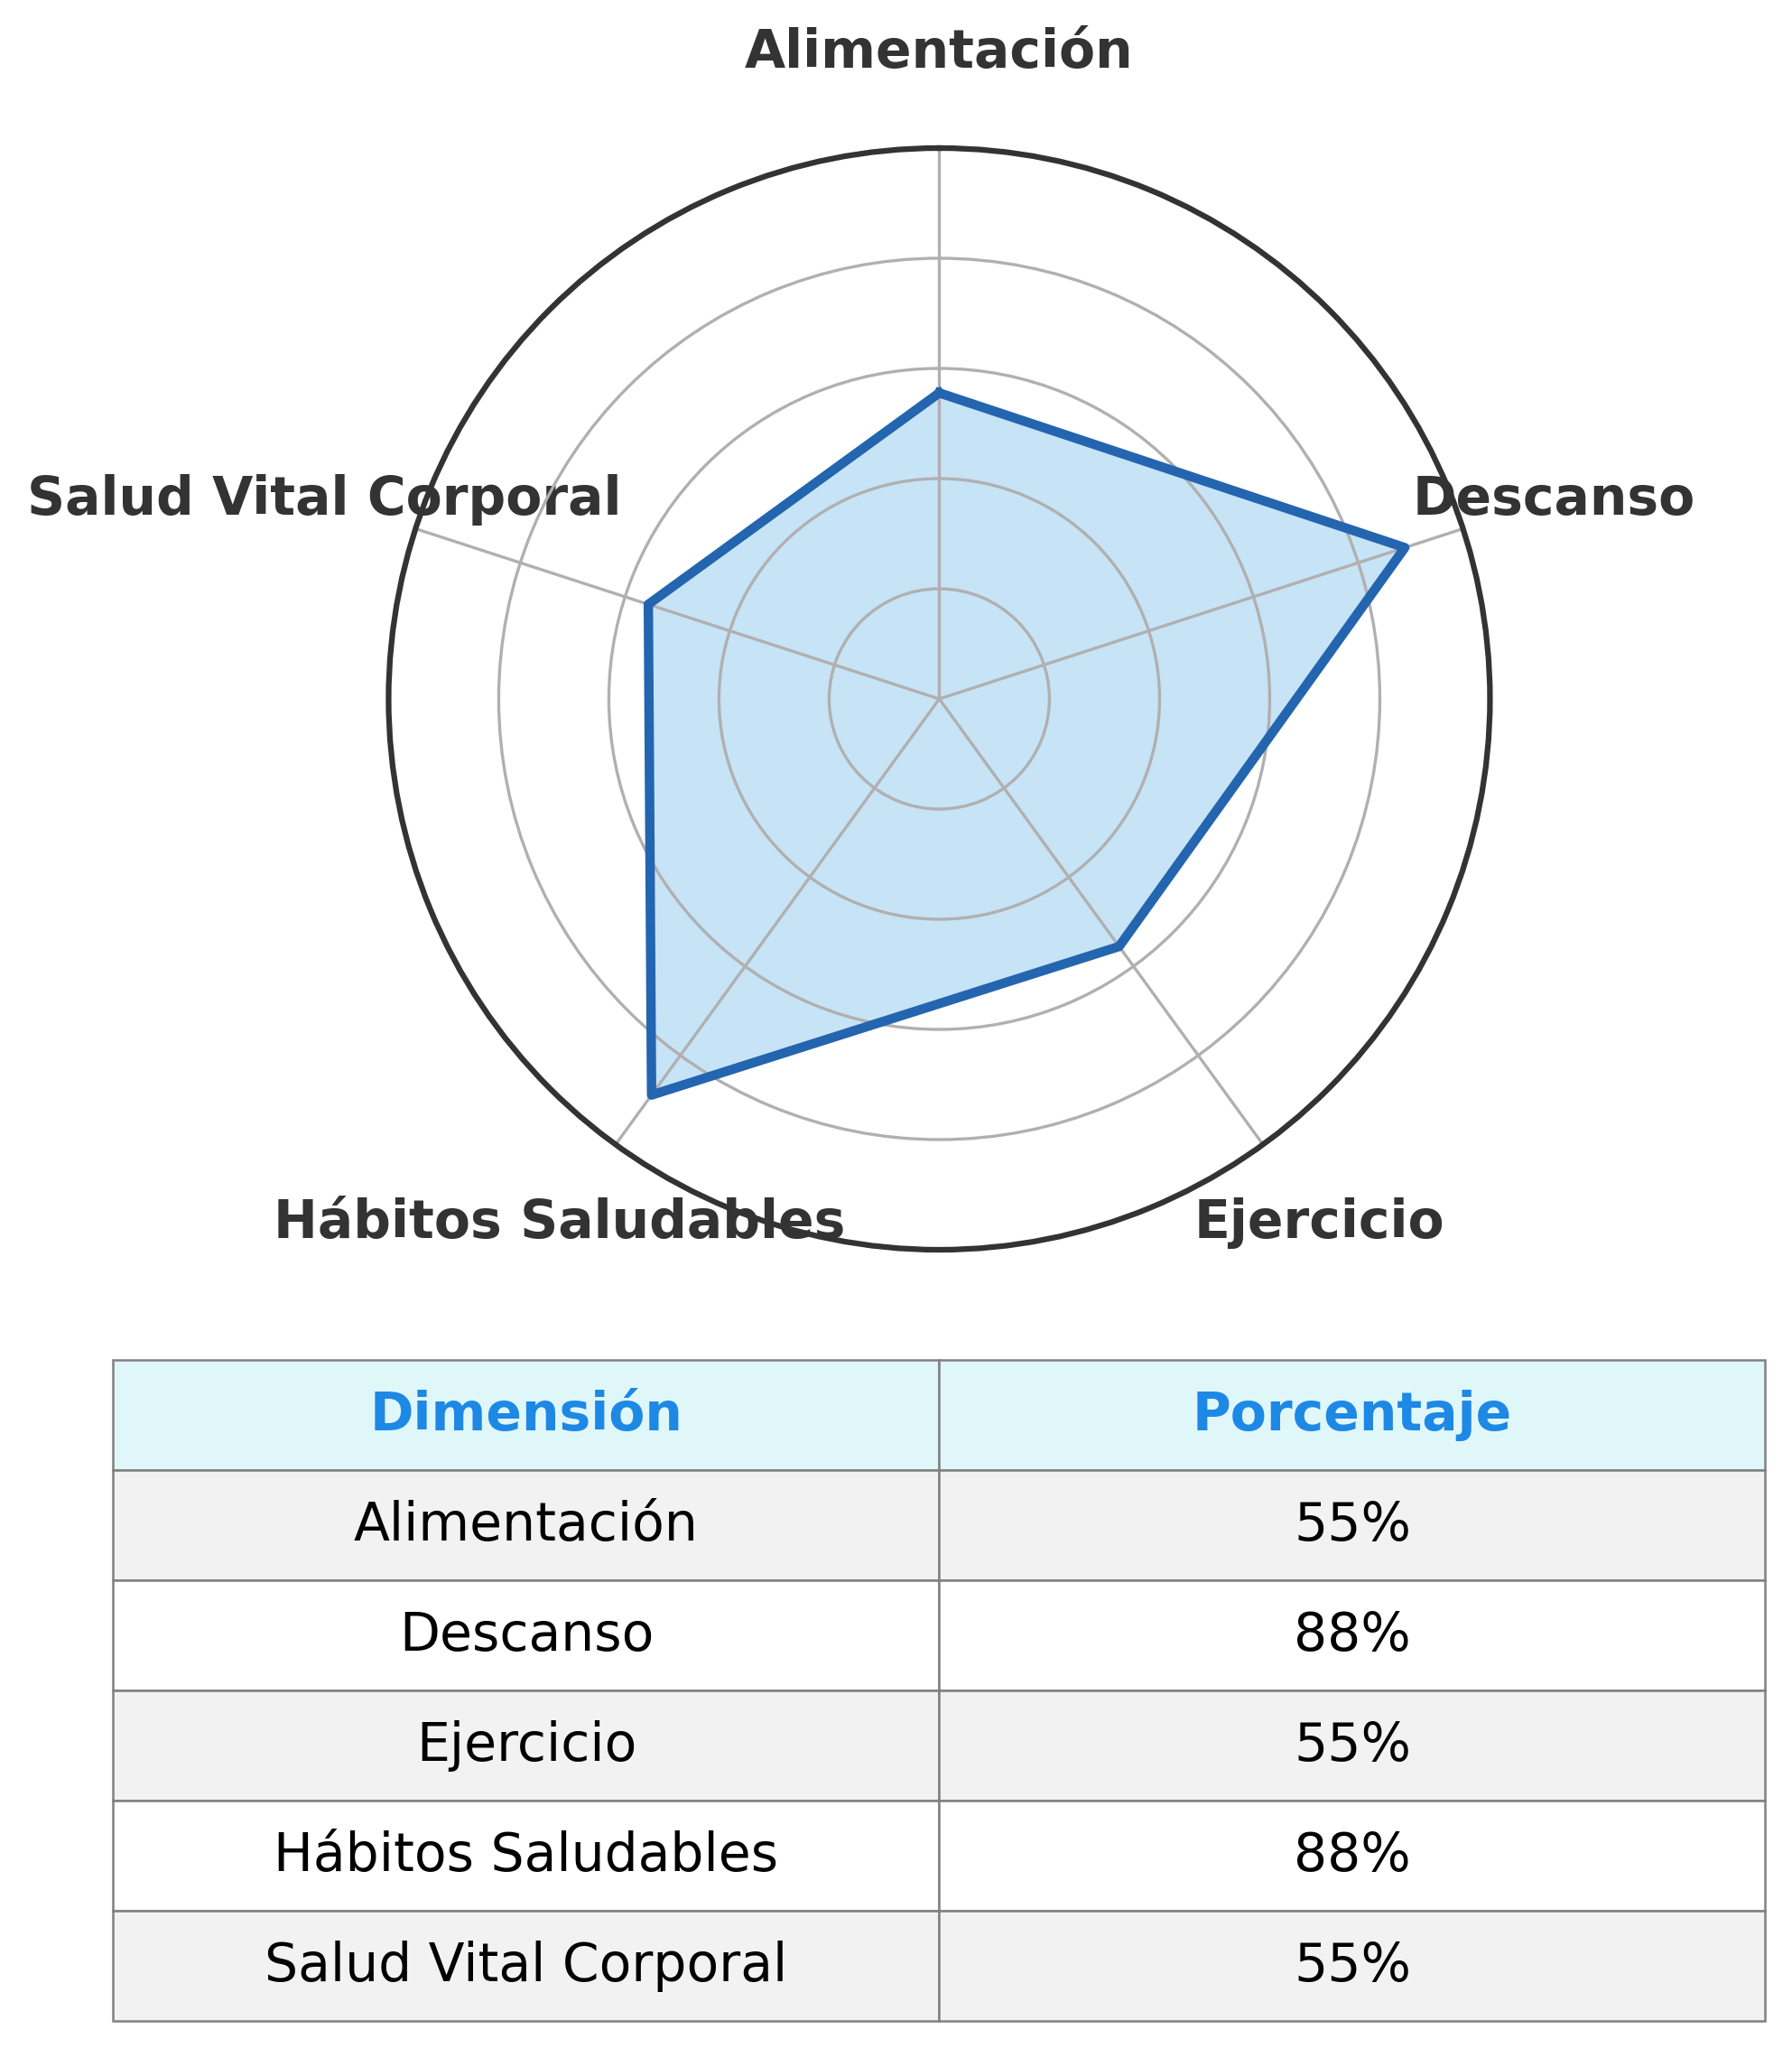 Alimentación
Salud Vital Corporal
Descanso
Hábitos Saludables
Ejercicio
Dimensión Porcentaje
Alimentación 55%
Descanso 88%
Ejercicio 55%
Hábitos Saludables 88%
Salud Vital Corporal 55%